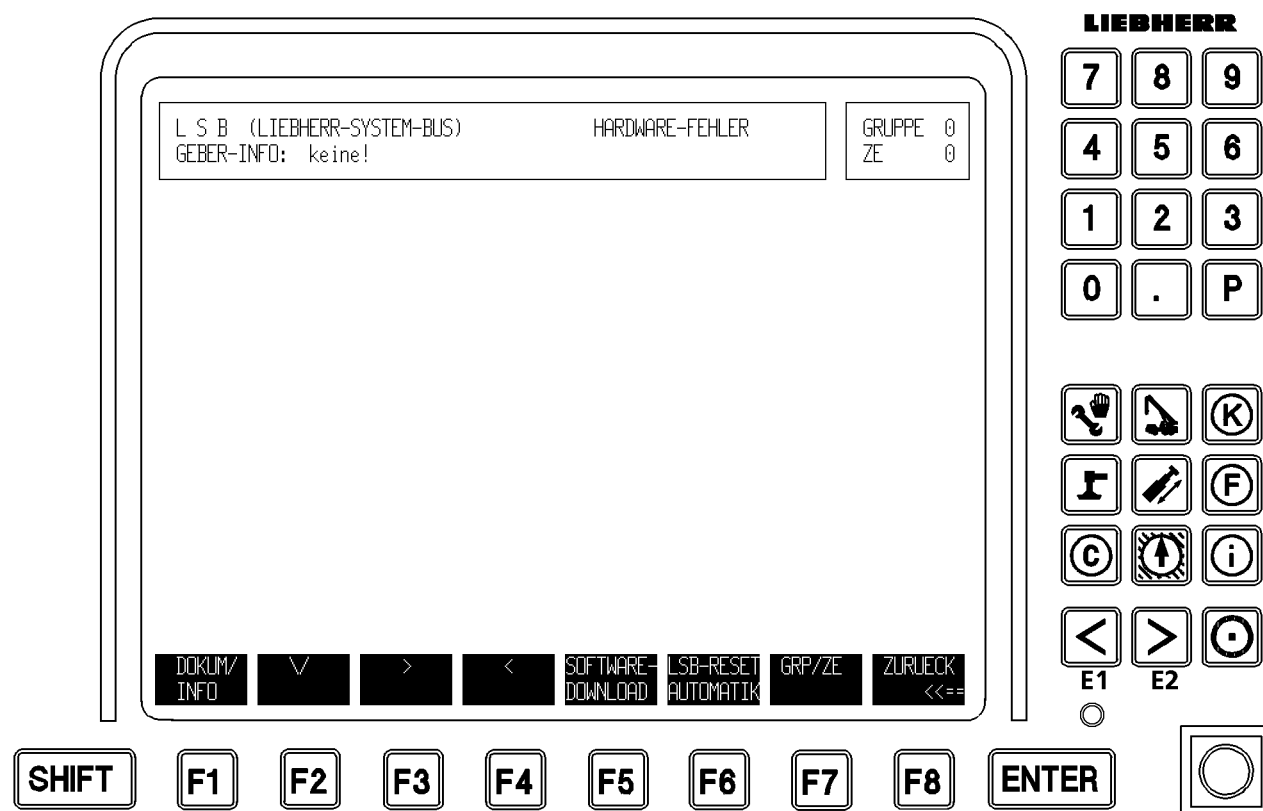 LIEBHERR
L S B (LIEBHERR-SYSTEM-BUS) HARDWARE-FEHLER
GEBER-INFO: keine!
GRUPPE 0
ZE 0
7 8 9
4 5 6
1 2 3
0 . P
K
F
C i
< >
E1 E2
DOKUM/
INFO
\/
>
<
SOFTWARE-
DOWNLOAD
LSB-RESET
AUTOMATIK
GRP/ZE
ZURUECK
<<==
SHIFT F1 F2 F3 F4 F5 F6 F7 F8 ENTER